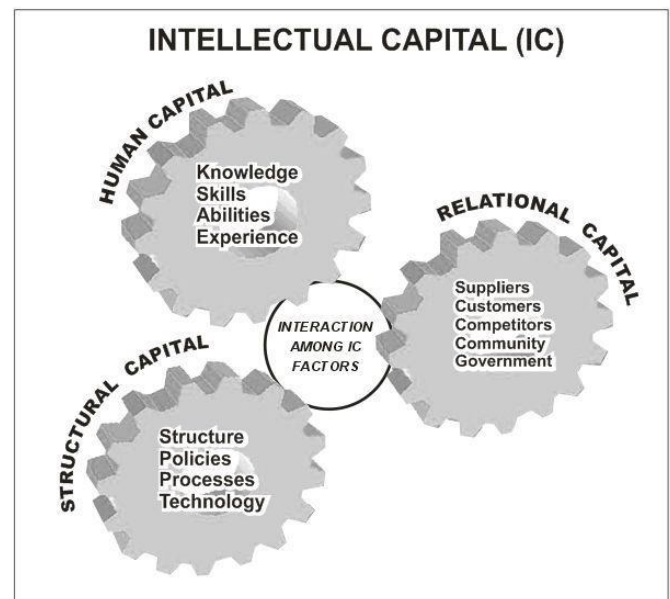 INTELLECTUAL CAPITAL (IC)
HUMAN CAPITAL
Knowledge
Skills
Abilities
Experience
RELATIONAL CAPITAL
Suppliers
Customers
Competitors
Community
Government
INTERACTION
AMONG IC
FACTORS
STRUCTURAL CAPITAL
Structure
Policies
Processes
Technology